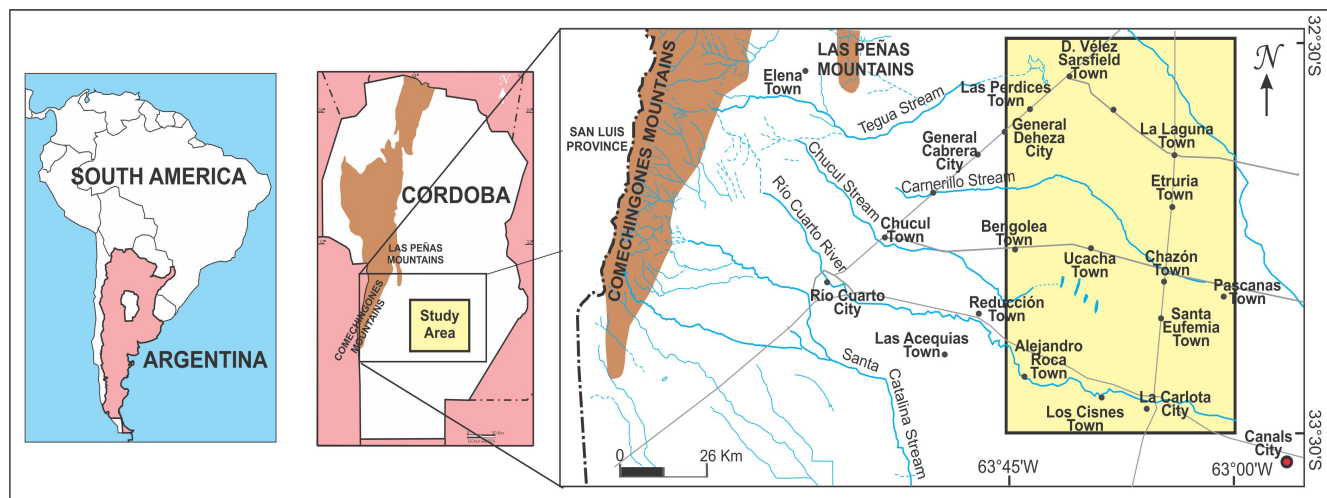 SOUTH AMERICA
ARGENTINA
CÓRDOBA
LAS PEÑAS
MOUNTAINS
COMECHINGONES
MOUNTAINS
Study
Area
N
COMECHINGONES MOUNTAINS
SAN LUIS
PROVINCE
LAS PEÑAS
MOUNTAINS
Elena
Town
Tegua Stream
D. Vélez
Sarsfield
Town
Las Perdices
Town
General
Deheza
City
General
Cabrera
City
La Laguna
Town
Carnerillo Stream
Etruria
Town
Chucul Stream
Río Cuarto River
Chucul
Town
Bengolea
Town
Ucacha
Town
Chazón
Town
Pascanas
Town
Río Cuarto
City
Reducción
Town
Santa
Eufemia
Town
Las Acequias
Town
Alejandro
Roca
Town
Santa
Catalina Stream
Los Cisnes
Town
La Carlota
City
Canals
City
0
26 Km
63°45'W
63°00'W
32°30'S
33°30'S
N